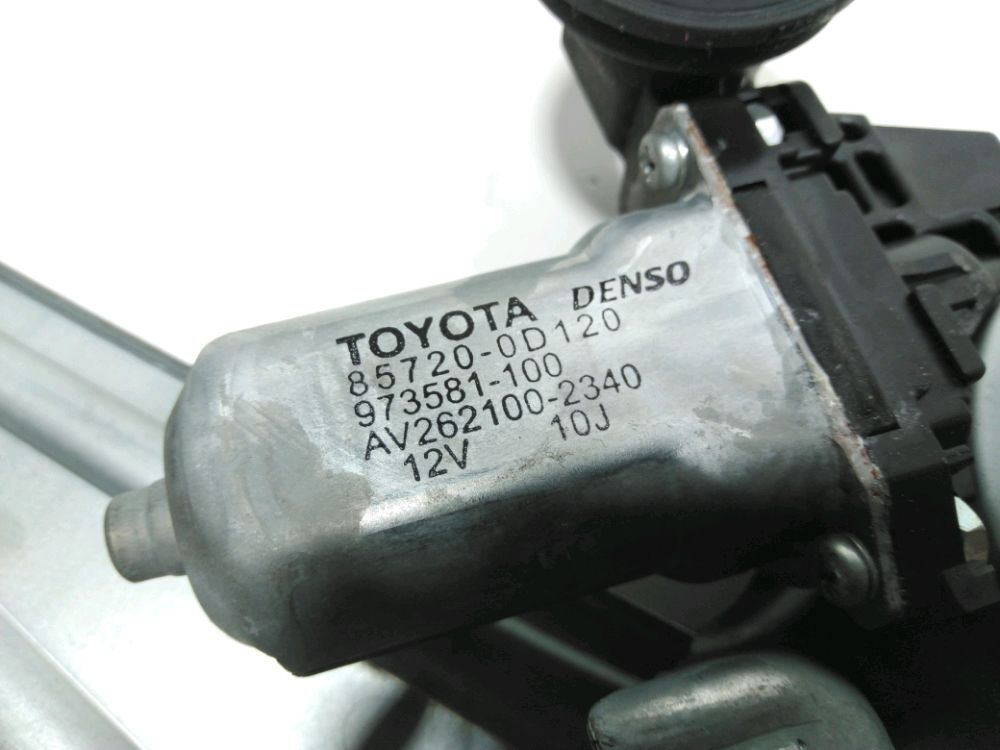 TOYOTA DENSO
85720-0D120
973581-100
AV262100-2340
12V 10J